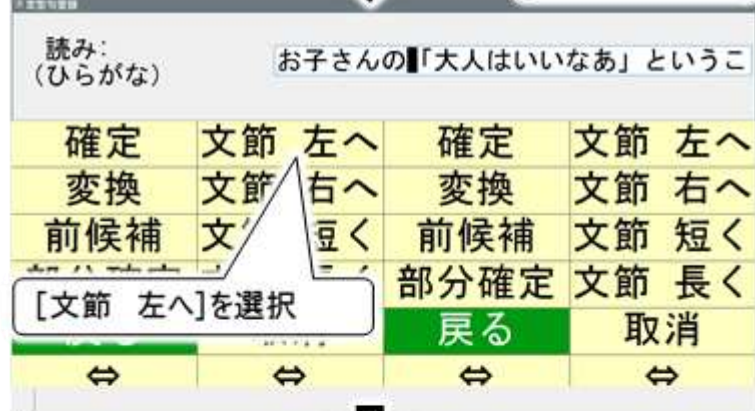 読み:
(ひらがな)
お子さんの「大人はいいなあ」というこ
確定 文節 左へ 確定 文節 左へ
変換 文節 右へ 変換 文節 右へ
前候補 文 短く 前候補 文節 短く
部分確定 文節 長く
[文節 左へ]を選択
戻る 取消
⇔ ⇔ ⇔ ⇔